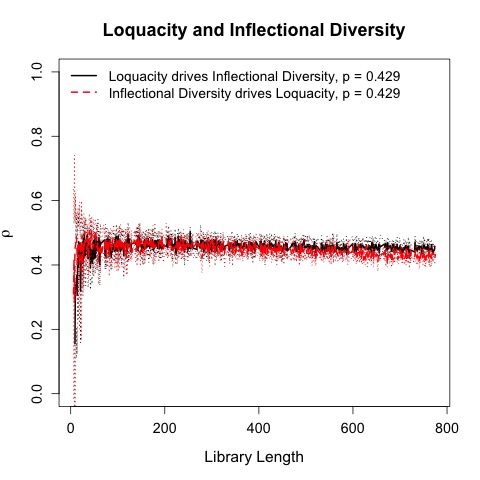 Loquacity and Inflectional Diversity
Loquacity drives Inflectional Diversity, p = 0.429
Inflectional Diversity drives Loquacity, p = 0.429
1.0
0.8
0.6
0.4
0.2
0.0
ρ
0 200 400 600 800
Library Length